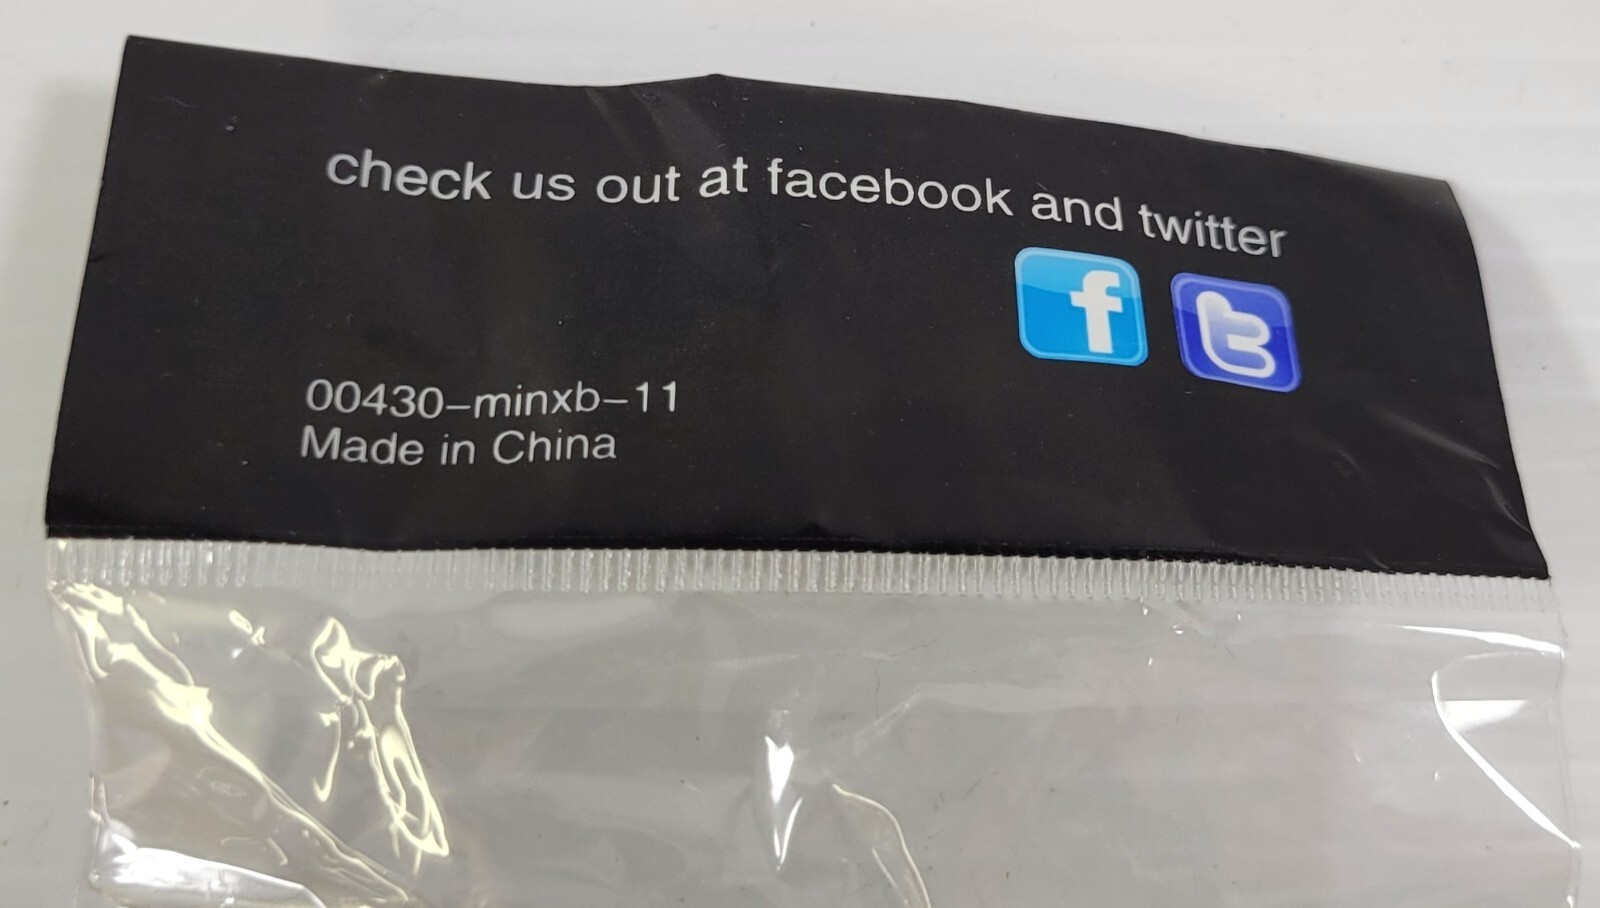 check us out at facebook and twitter
f t
00430-minxb-11
Made in China